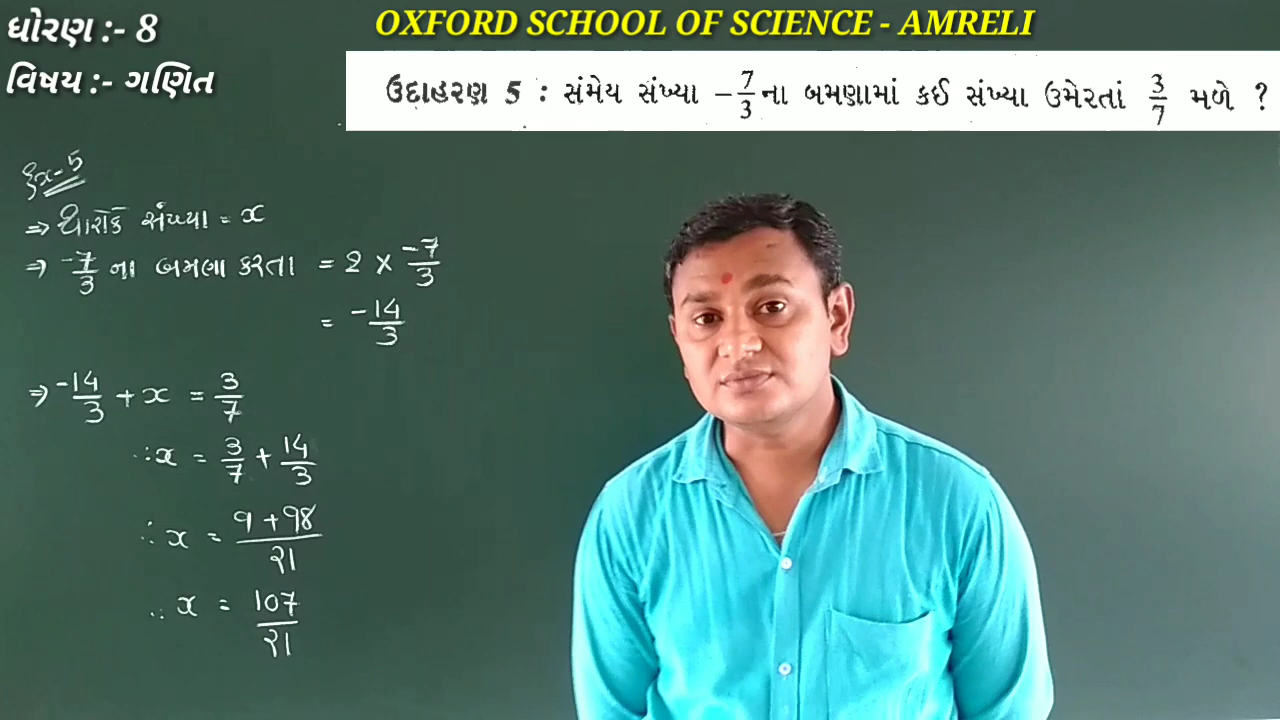 ધોરણ :- 8
OXFORD SCHOOL OF SCIENCE - AMRELI
વિષય :- ગણિત
ઉદાહરણ 5 : સંમેય સંખ્યા -7/3 ના બમણામાં કઈ સંખ્યા ઉમેરતાં 3/7 મળે ?
Ex-5
⇒ ધારોકે સંખ્યા = x
⇒ -7/3 ના બમણા કરતા = 2 × -7/3
= -14/3
⇒ -14/3 + x = 3/7
∴ x = 3/7 + 14/3
∴ x = 9 + 98 / 21
∴ x = 107/21